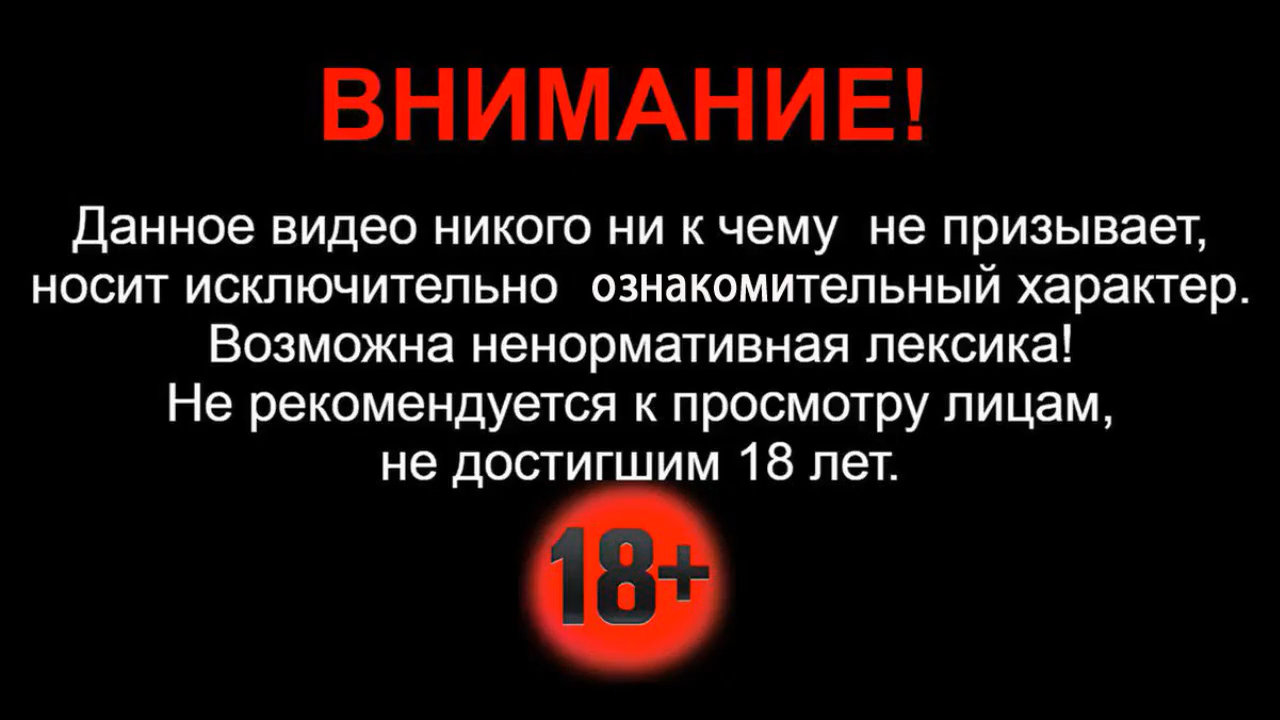 ВНИМАНИЕ!
Данное видео никого ни к чему не призывает,
носит исключительно ознакомительный характер.
Возможна ненормативная лексика!
Не рекомендуется к просмотру лицам,
не достигшим 18 лет.
18+